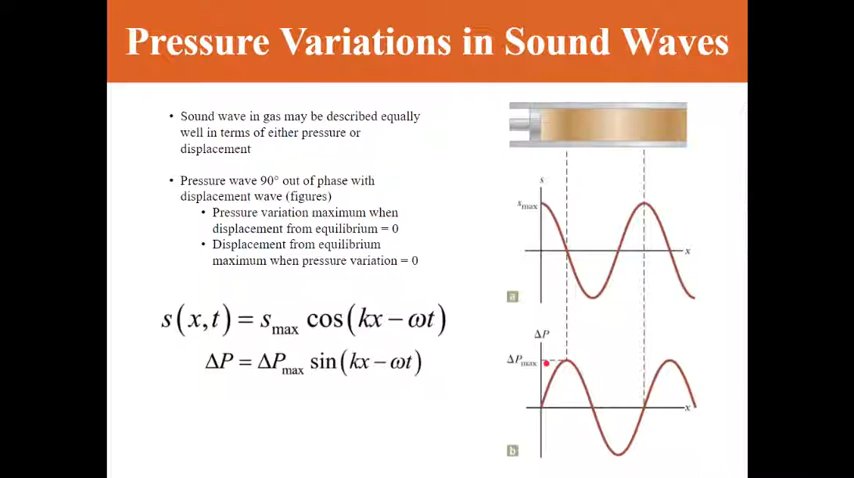 Pressure Variations in Sound Waves
• Sound wave in gas may be described equally
well in terms of either pressure or
displacement
• Pressure wave 90° out of phase with
displacement wave (figures)
• Pressure variation maximum when
displacement from equilibrium = 0
• Displacement from equilibrium
maximum when pressure variation = 0
s(x,t) = s_max cos(kx − ωt)
ΔP = ΔP_max sin(kx − ωt)
s
s_max
x
a
ΔP
ΔP_max
x
b